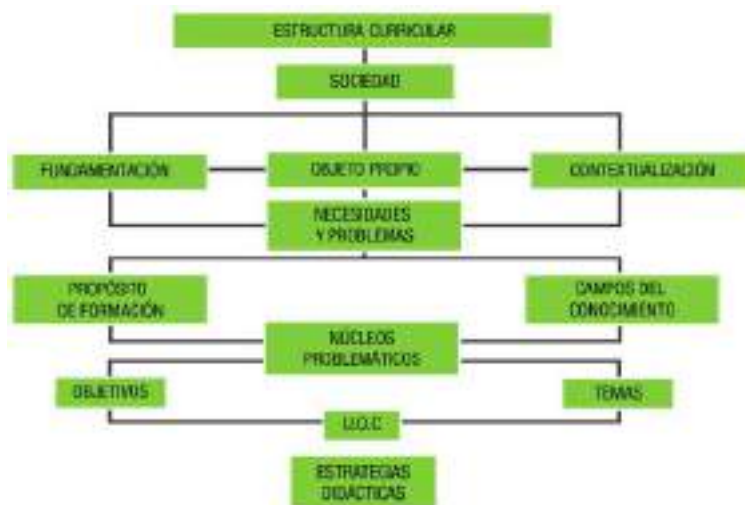 ESTRUCTURA CURRICULAR
SOCIEDAD
FUNDAMENTACIÓN
OBJETO PROPIO
CONTEXTUALIZACIÓN
NECESIDADES
Y PROBLEMAS
PROPÓSITO
DE FORMACIÓN
CAMPOS DEL
CONOCIMIENTO
NÚCLEOS
PROBLEMÁTICOS
OBJETIVOS
TEMAS
U.O.C
ESTRATEGIAS
DIDÁCTICAS